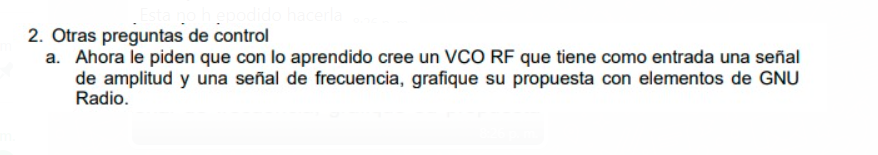 Esta no h epodido hacerla
2. Otras preguntas de control
a. Ahora le piden que con lo aprendido cree un VCO RF que tiene como entrada una señal
de amplitud y una señal de frecuencia, grafique su propuesta con elementos de GNU
Radio.